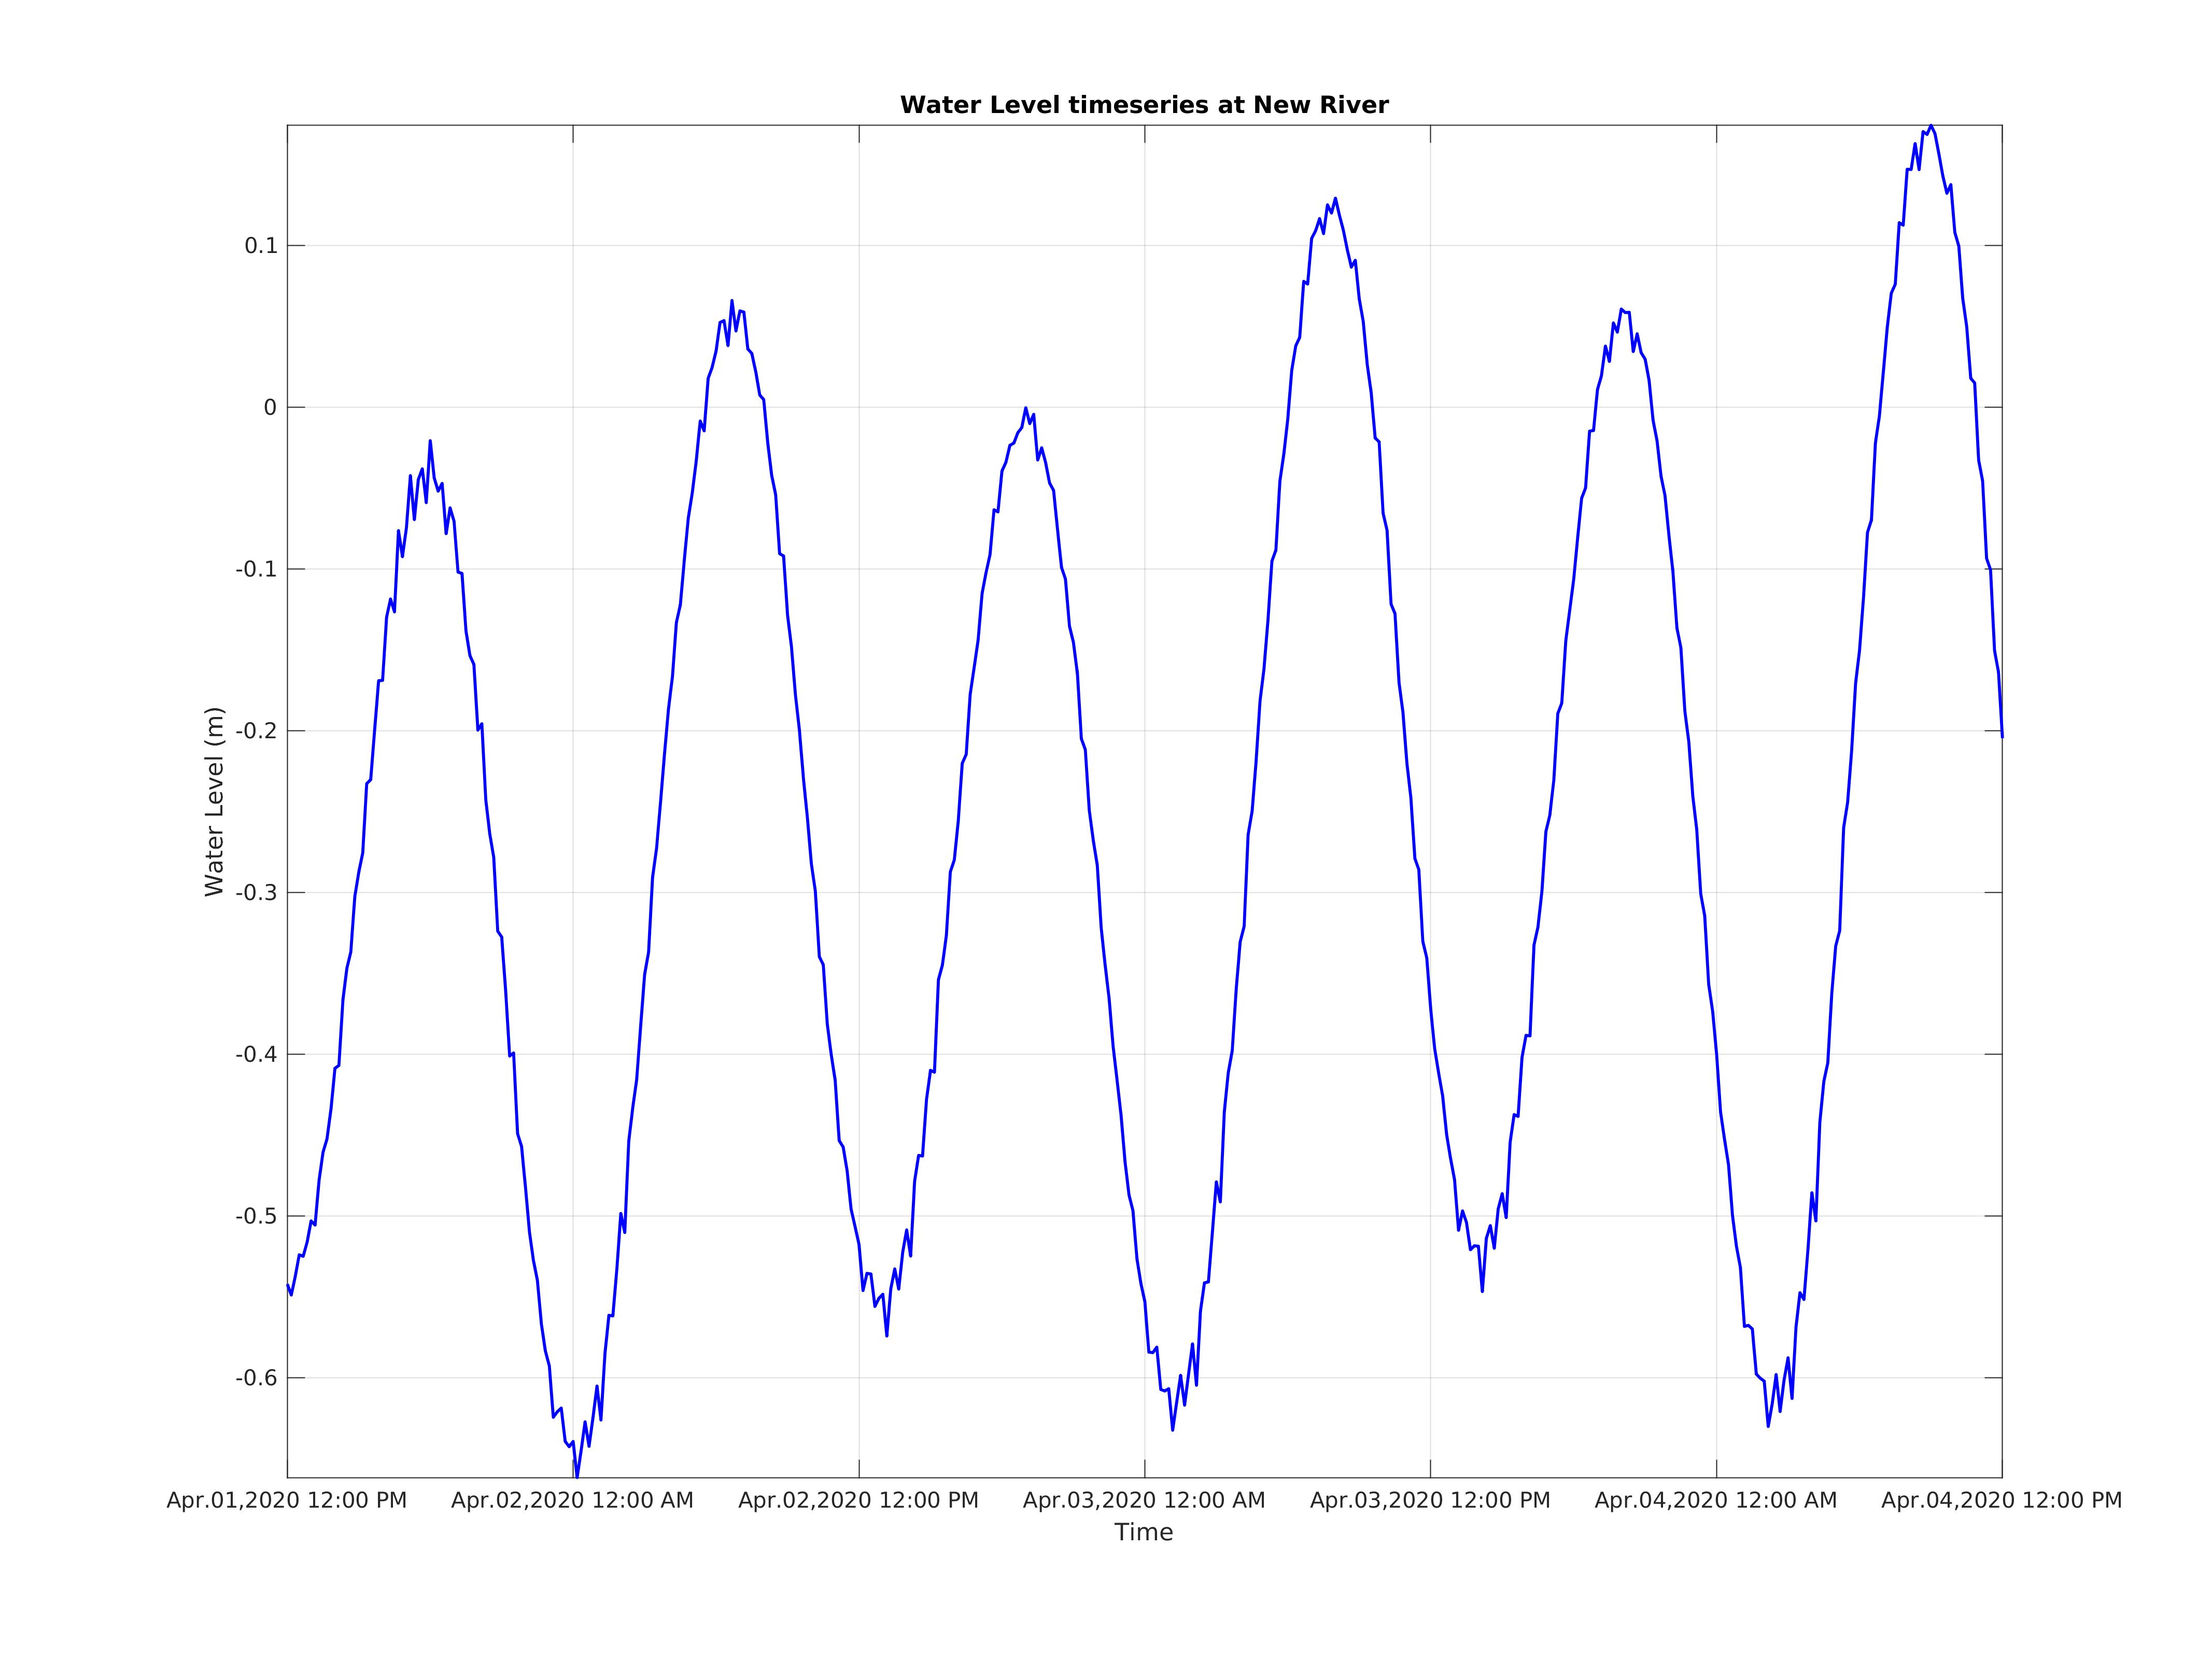 Water Level timeseries at New River
Water Level (m)
0.1
0
-0.1
-0.2
-0.3
-0.4
-0.5
-0.6
Apr.01,2020 12:00 PM
Apr.02,2020 12:00 AM
Apr.02,2020 12:00 PM
Apr.03,2020 12:00 AM
Apr.03,2020 12:00 PM
Apr.04,2020 12:00 AM
Apr.04,2020 12:00 PM
Time